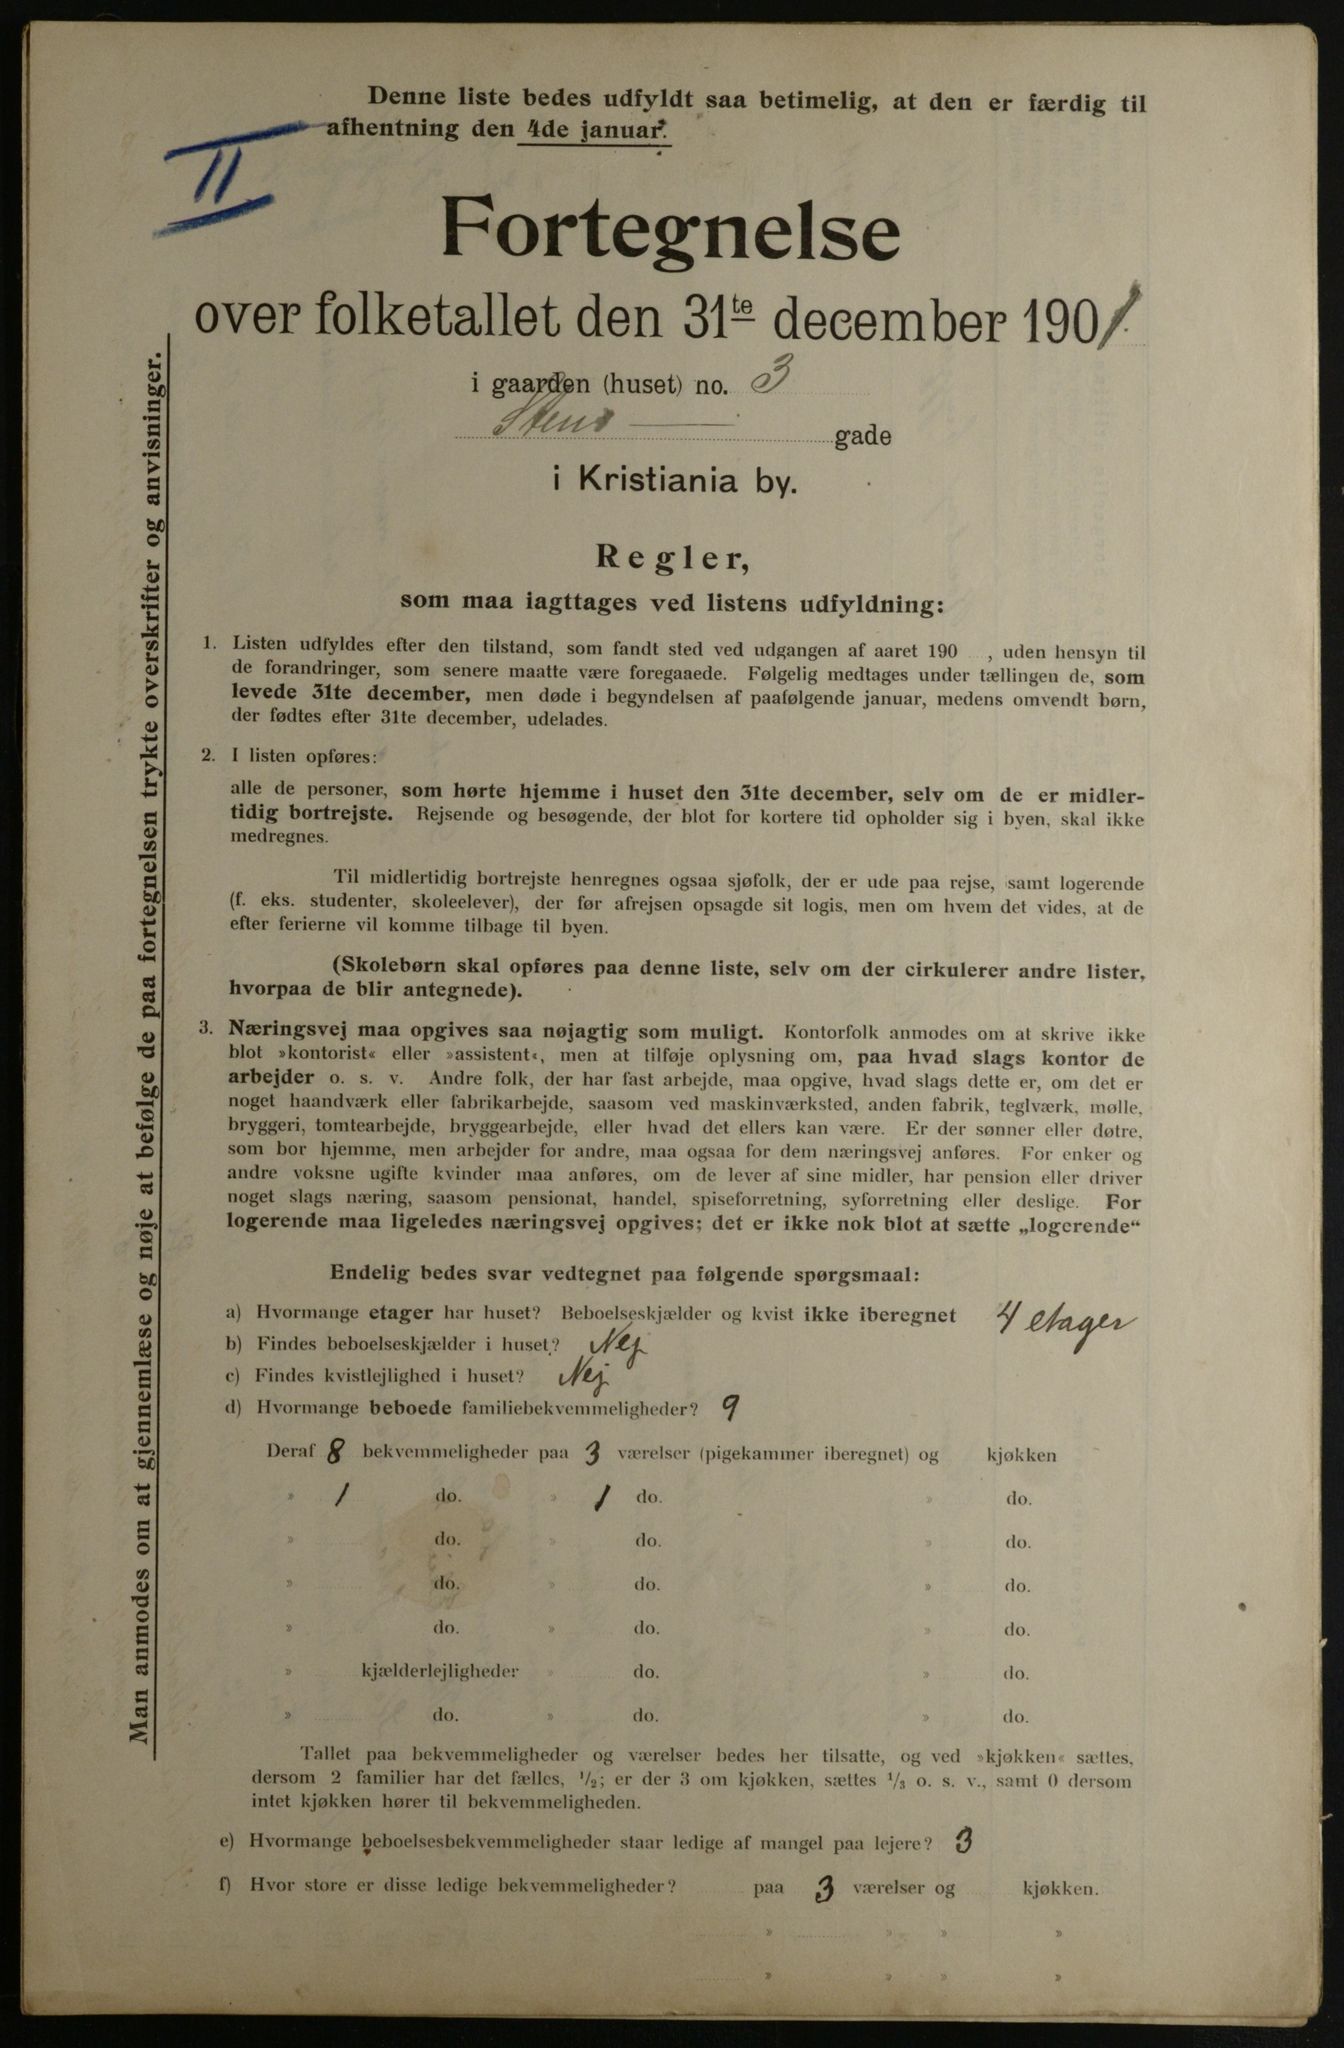 Denne liste bedes udfyldt saa betimelig, at den er færdig til
afhentning den 4de januar.
II
Fortegnelse
over folketallet den 31te december 1901.
i gaarden (huset) no. 3
Stens gade
i Kristiania by.
Regler,
som maa iagttages ved listens udfyldning:
1. Listen udfyldes efter den tilstand, som fandt sted ved udgangen af aaret 190 , uden hensyn til
de forandringer, som senere maatte være foregaaede. Følgelig medtages under tællingen de, som
levede 31te december, men døde i begyndelsen af paafølgende januar, medens omvendt børn,
der fødtes efter 31te december, udelades.
2. I listen opføres:
alle de personer, som hørte hjemme i huset den 31te december, selv om de er midler-
tidig bortrejste. Rejsende og besøgende, der blot for kortere tid opholder sig i byen, skal ikke
medregnes.
Til midlertidig bortrejste henregnes ogsaa sjøfolk, der er ude paa rejse, samt logerende
(f. eks. studenter, skoleelever), der før afrejsen opsagde sit logis, men om hvem det vides, at de
efter ferierne vil komme tilbage til byen.
(Skolebørn skal opføres paa denne liste, selv om der cirkulerer andre lister,
hvorpaa de blir antegnede).
3. Næringsvej maa opgives saa nøjagtig som muligt. Kontorfolk anmodes om at skrive ikke
blot »kontorist« eller »assistent«, men at tilføje oplysning om, paa hvad slags kontor de
arbejder o. s. v. Andre folk, der har fast arbejde, maa opgive, hvad slags dette er, om det er
noget haandværk eller fabrikarbejde, saasom ved maskinværksted, anden fabrik, teglværk, mølle,
bryggeri, tomtearbejde, bryggearbejde, eller hvad det ellers kan være. Er der sønner eller døtre,
som bor hjemme, men arbejder for andre, maa ogsaa for dem næringsvej anføres. For enker og
andre voksne ugifte kvinder maa anføres, om de lever af sine midler, har pension eller driver
noget slags næring, saasom pensionat, handel, spiseforretning, syforretning eller deslige. For
logerende maa ligeledes næringsvej opgives; det er ikke nok blot at sætte „logerende“
Endelig bedes svar vedtegnet paa følgende spørgsmaal:
a) Hvormange etager har huset? Beboelseskjælder og kvist ikke iberegnet 4 etager
b) Findes beboelseskjælder i huset? Nej
c) Findes kvistlejlighed i huset? Nej
d) Hvormange beboede familiebekvemmeligheder? 9
Deraf 8 bekvemmeligheder paa 3 værelser (pigekammer iberegnet) og kjøkken
» 1 do. » 1 do. » do.
» do. » do. » do.
» do. » do. » do.
» do. » do. » do.
» kjælderlejligheder » do. » do.
» do. » do. » do.
Tallet paa bekvemmeligheder og værelser bedes her tilsatte, og ved »kjøkken« sættes,
dersom 2 familier har det fælles, 1/2; er der 3 om kjøkken, sættes 1/3 o. s. v., samt 0 dersom
intet kjøkken hører til bekvemmeligheden.
e) Hvormange beboelsesbekvemmeligheder staar ledige af mangel paa lejere? 3
f) Hvor store er disse ledige bekvemmeligheder? paa 3 værelser og kjøkken.
» » » »
» » » »
Man anmodes om at gjennemlæse og nøje at befølge de paa fortegnelsen trykte overskrifter og anvisninger.